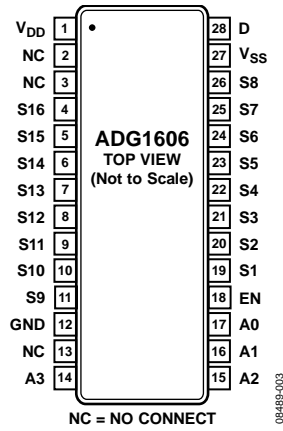 VDD 1 28 D
NC 2 27 VSS
NC 3 26 S8
S16 4 25 S7
S15 5 24 S6
S14 6 23 S5
S13 7 22 S4
S12 8 21 S3
S11 9 20 S2
S10 10 19 S1
S9 11 18 EN
GND 12 17 A0
NC 13 16 A1
A3 14 15 A2
ADG1606
TOP VIEW
(Not to Scale)
NC = NO CONNECT
08489-003